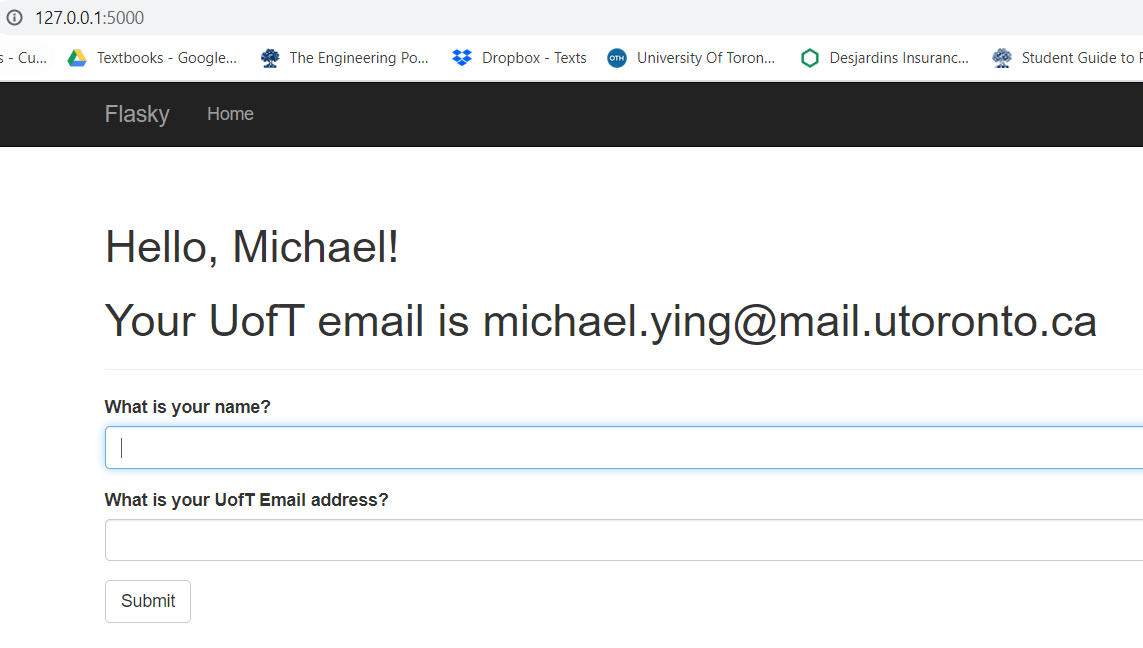 127.0.0.1:5000
s - Cu... Textbooks - Google... The Engineering Po... Dropbox - Texts OTH University Of Toron... Desjardins Insuranc... Student Guide to
Flasky Home
Hello, Michael!
Your UofT email is michael.ying@mail.utoronto.ca
What is your name?
What is your UofT Email address?
Submit